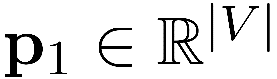 𝐩₁ ∈ ℝ^|V|